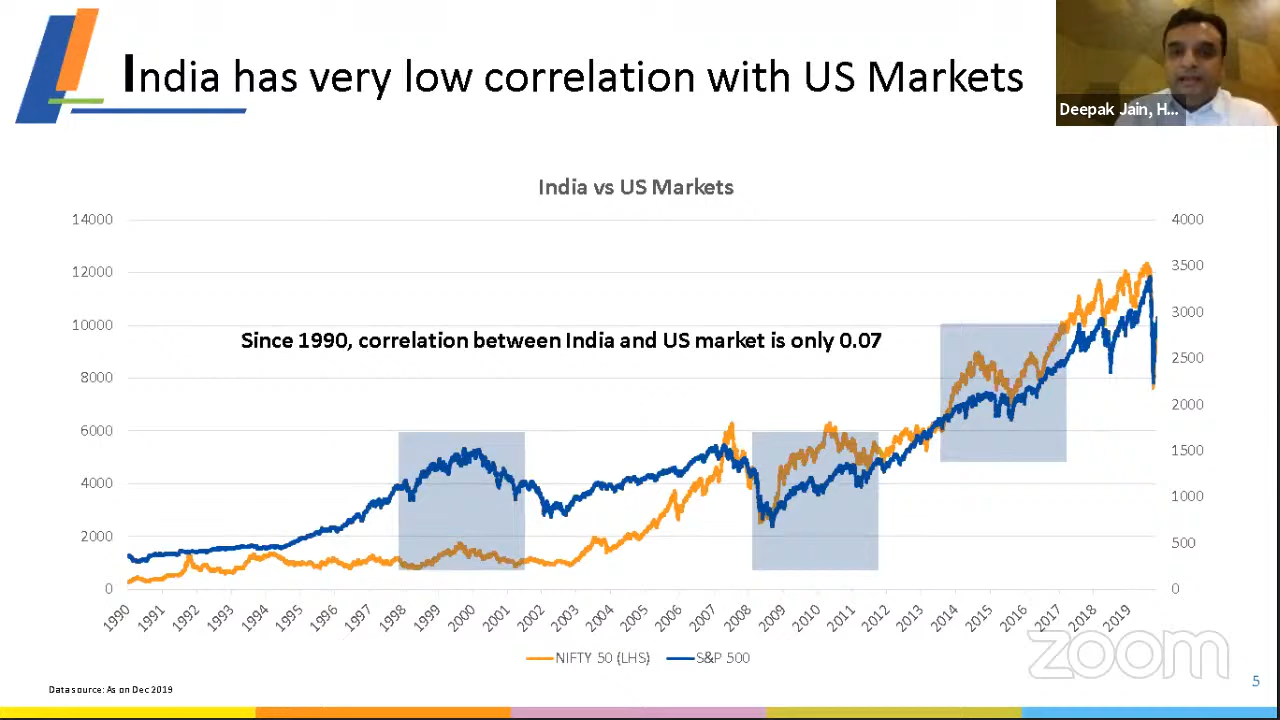 India has very low correlation with US Markets
Deepak Jain, H...
India vs US Markets
14000
12000
10000
8000
6000
4000
2000
0
4000
3500
3000
2500
2000
1500
1000
500
0
Since 1990, correlation between India and US market is only 0.07
1990 1991 1992 1993 1994 1995 1996 1997 1998 1999 2000 2001 2002 2003 2004 2005 2006 2007 2008 2009 2010 2011 2012 2013 2014 2015 2016 2017 2018 2019
NIFTY 50 (LHS) S&P 500
zoom
Data source: As on Dec 2019
5